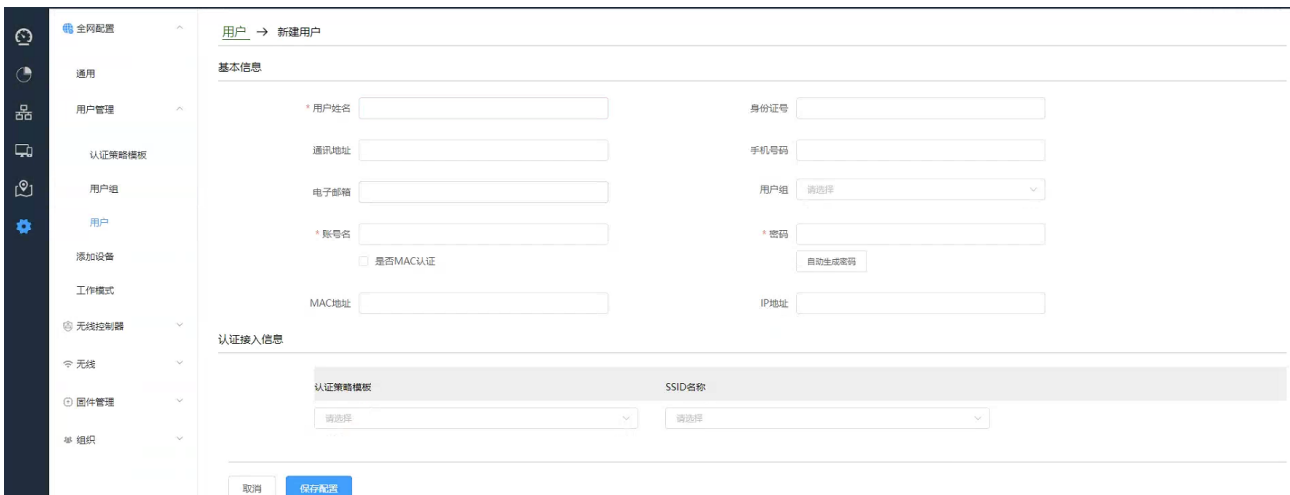 全网配置
通用
用户管理
认证策略模板
用户组
用户
添加设备
工作模式
无线控制器
无线
固件管理
组织
用户 → 新建用户
基本信息
* 用户姓名
身份证号
通讯地址
手机号码
电子邮箱
用户组 请选择
* 账号名
* 密码
是否MAC认证
自动生成密码
MAC地址
IP地址
认证接入信息
认证策略模板 SSID名称
请选择 请选择
取消 保存配置